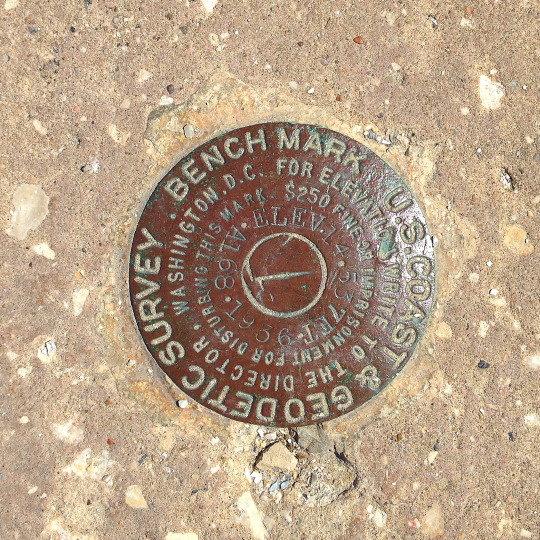 U.S. COAST & GEODETIC SURVEY
BENCH MARK
FOR ELEVATION WRITE TO THE DIRECTOR, WASHINGTON D.C.
$250 FINE OR IMPRISONMENT FOR DISTURBING THIS MARK
ELEV.
FT.
1936